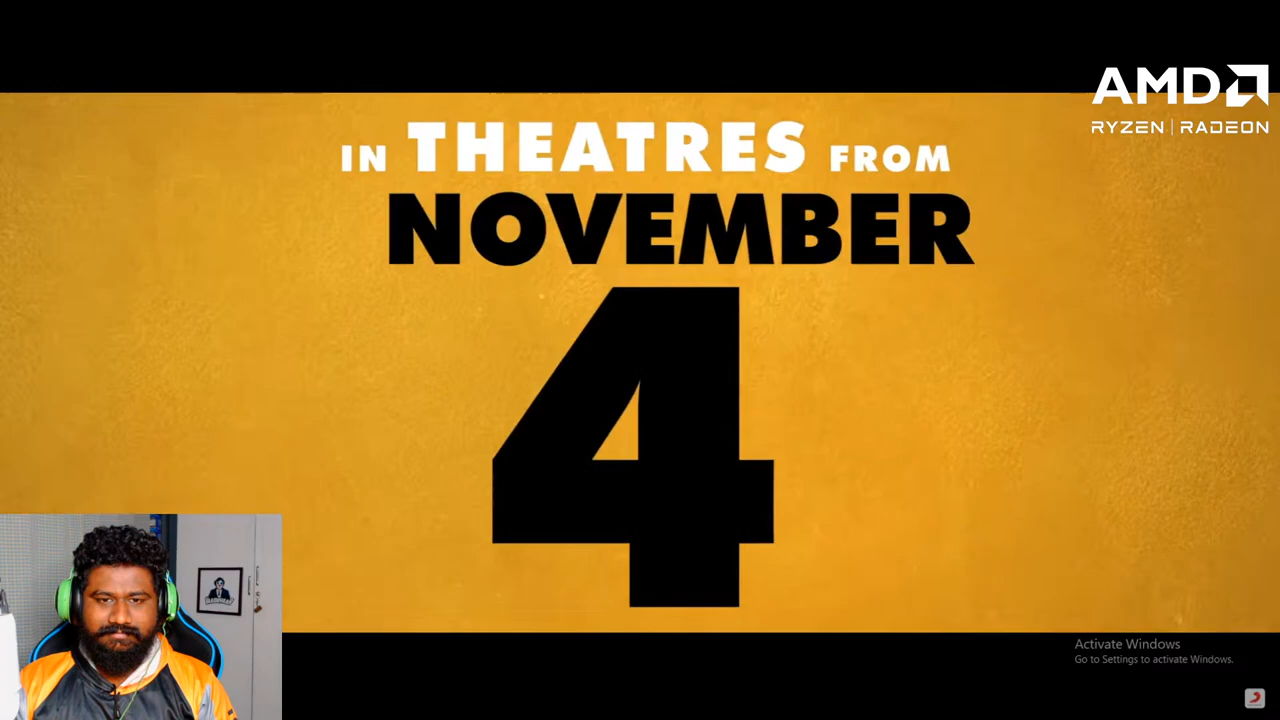 AMD
RYZEN | RADEON
IN THEATRES FROM
NOVEMBER
4
Activate Windows
Go to Settings to activate Windows.